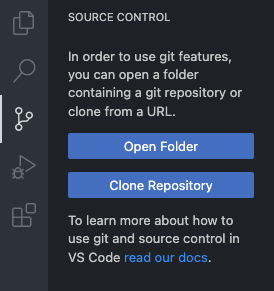 SOURCE CONTROL
In order to use git features,
you can open a folder
containing a git repository or
clone from a URL.
Open Folder
Clone Repository
To learn more about how to
use git and source control in
VS Code read our docs.